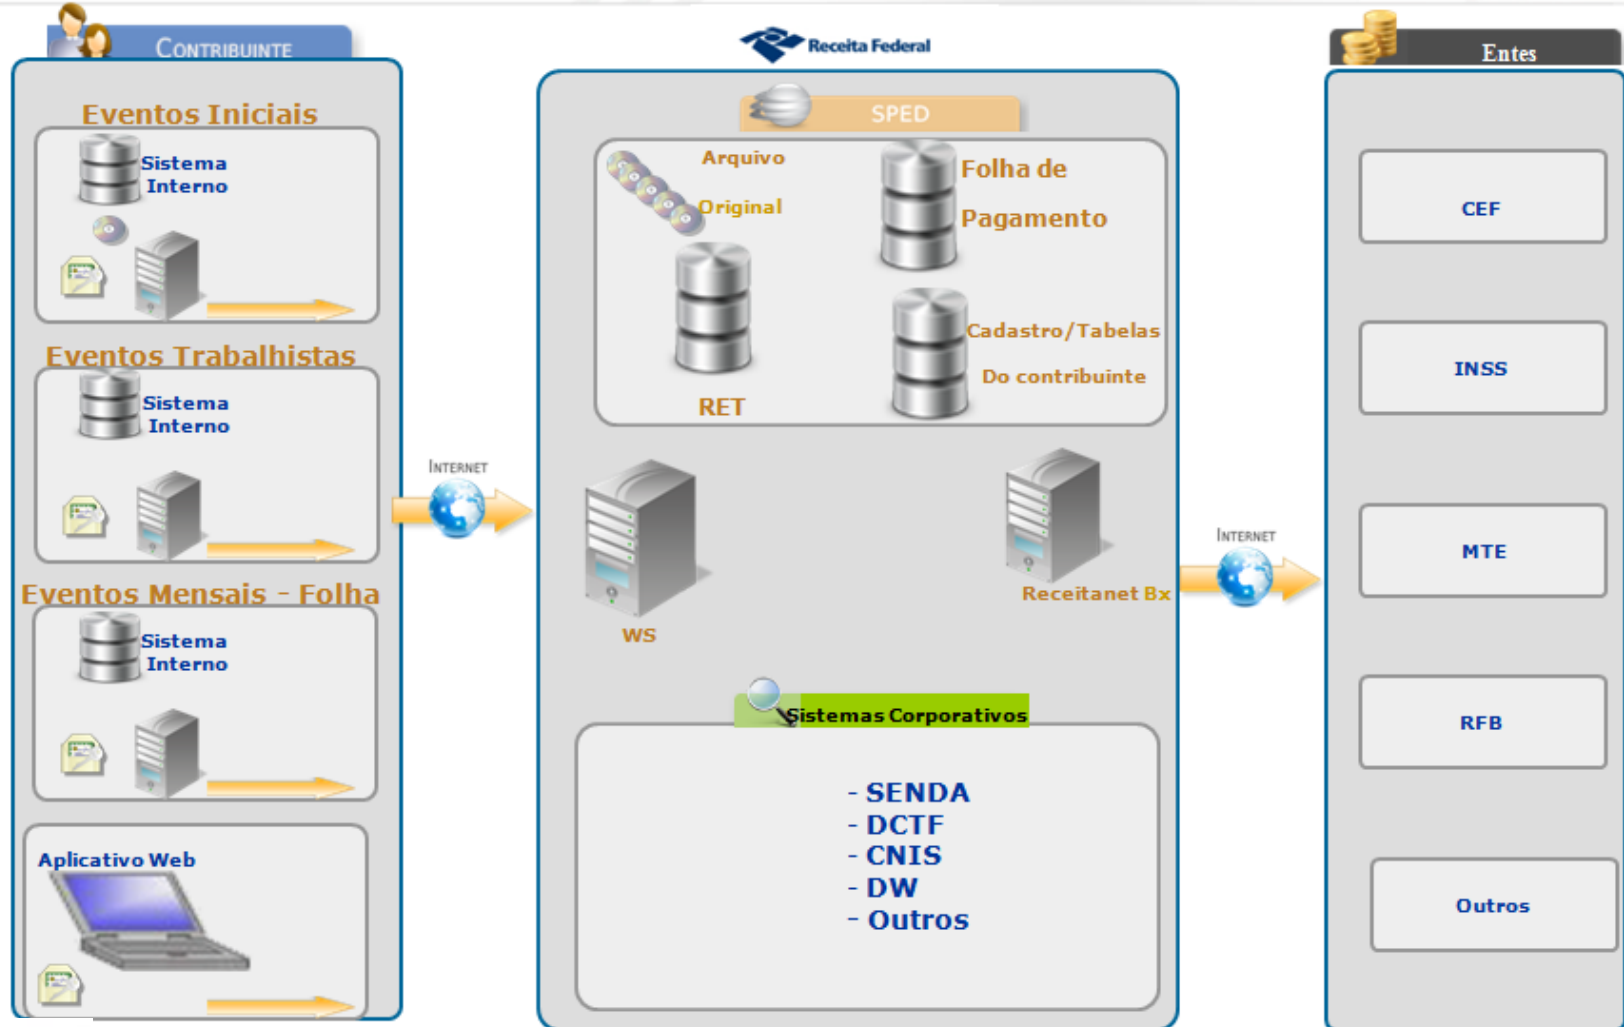 CONTRIBUINTE
Eventos Iniciais
Sistema
Interno
Eventos Trabalhistas
Sistema
Interno
Eventos Mensais - Folha
Sistema
Interno
Aplicativo Web
INTERNET
Receita Federal
SPED
Arquivo
Original
Folha de
Pagamento
RET
Cadastro/Tabelas
Do contribuinte
WS
Receitanet Bx
Sistemas Corporativos
- SENDA
- DCTF
- CNIS
- DW
- Outros
INTERNET
Entes
CEF
INSS
MTE
RFB
Outros